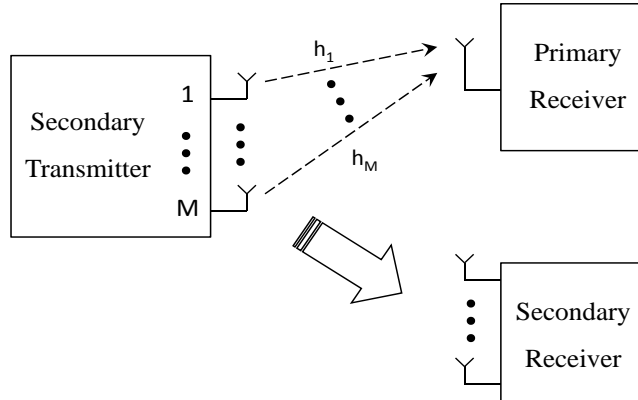 h1
Primary
Receiver
1
Secondary
Transmitter
hM
M
Secondary
Receiver